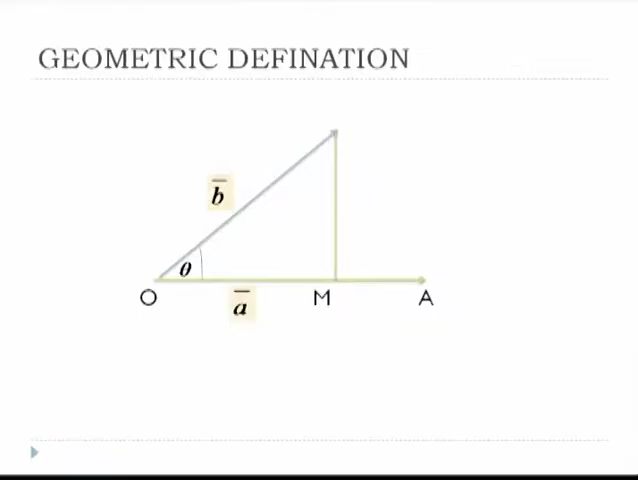 GEOMETRIC DEFINATION
b̅
θ
O M A
a̅